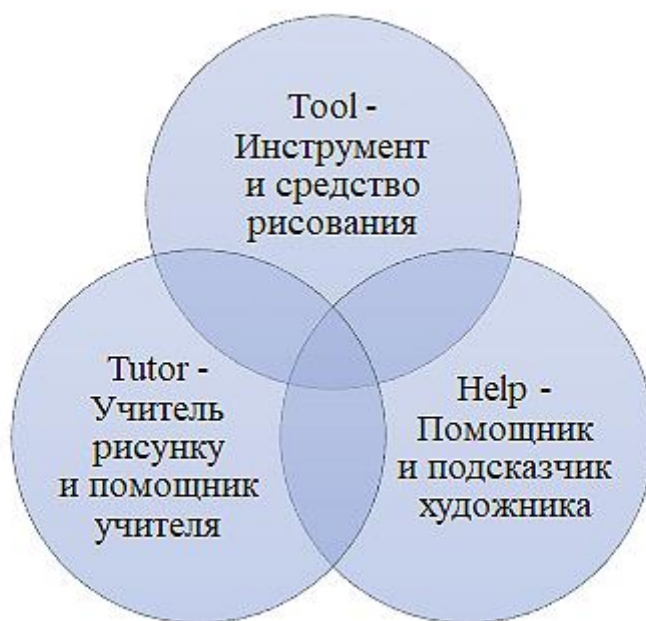 Tool -
Инструмент
и средство
рисования
Tutor -
Учитель
рисунку
и помощник
учителя
Help -
Помощник
и подсказчик
художника